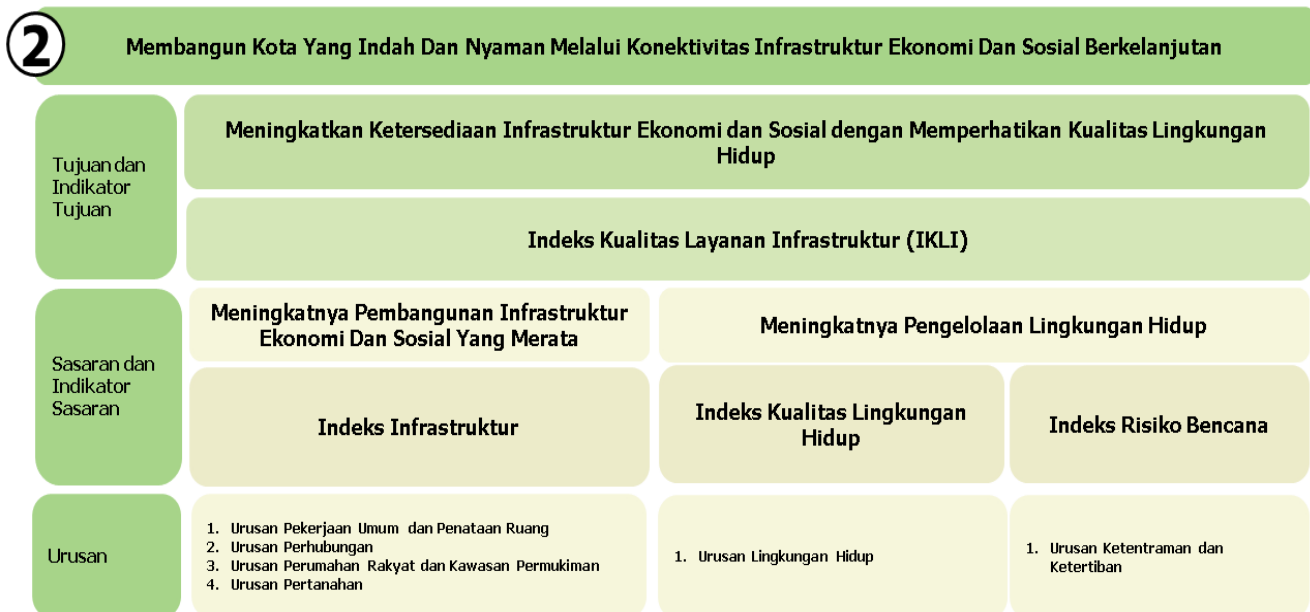 2
Membangun Kota Yang Indah Dan Nyaman Melalui Konektivitas Infrastruktur Ekonomi Dan Sosial Berkelanjutan
Tujuan dan
Indikator
Tujuan
Meningkatkan Ketersediaan Infrastruktur Ekonomi dan Sosial dengan Memperhatikan Kualitas Lingkungan
Hidup
Indeks Kualitas Layanan Infrastruktur (IKLI)
Sasaran dan
Indikator
Sasaran
Meningkatnya Pembangunan Infrastruktur
Ekonomi Dan Sosial Yang Merata
Meningkatnya Pengelolaan Lingkungan Hidup
Indeks Infrastruktur
Indeks Kualitas Lingkungan
Hidup
Indeks Risiko Bencana
Urusan
1. Urusan Pekerjaan Umum dan Penataan Ruang
2. Urusan Perhubungan
3. Urusan Perumahan Rakyat dan Kawasan Permukiman
4. Urusan Pertanahan
1. Urusan Lingkungan Hidup
1. Urusan Ketentraman dan
Ketertiban